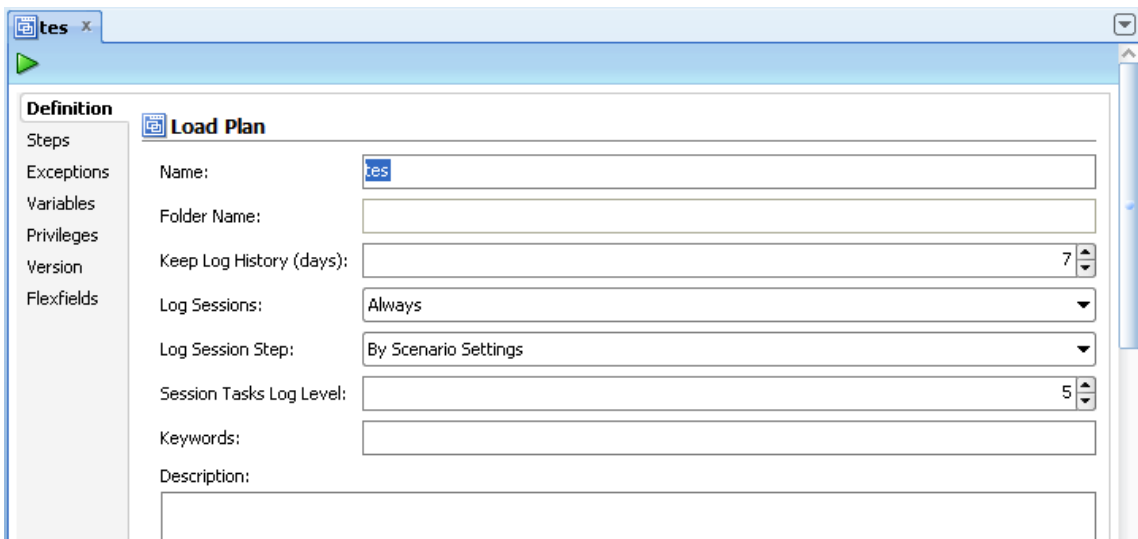 tes x
Definition
Steps
Exceptions
Variables
Privileges
Version
Flexfields
Load Plan
Name: tes
Folder Name:
Keep Log History (days): 7
Log Sessions: Always
Log Session Step: By Scenario Settings
Session Tasks Log Level: 5
Keywords:
Description: